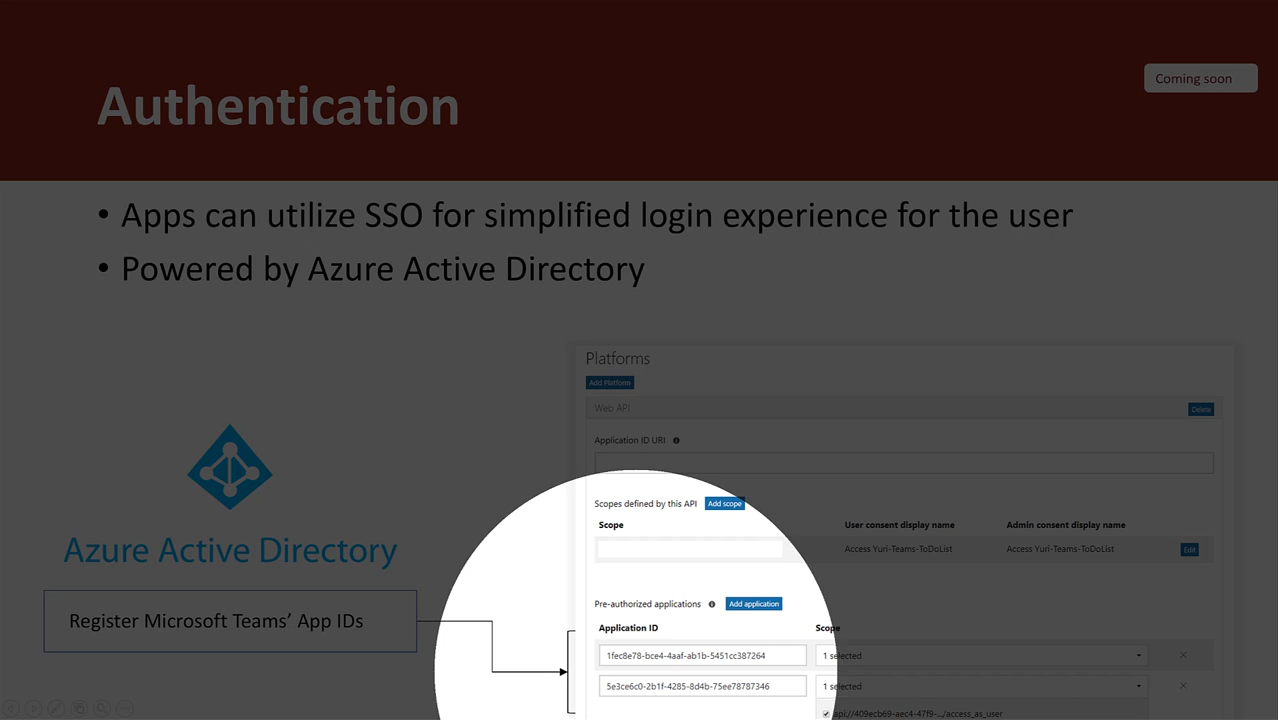 Coming soon
Authentication
• Apps can utilize SSO for simplified login experience for the user
• Powered by Azure Active Directory
Platforms
Add Platform
Web API Delete
Application ID URI
Scopes defined by this API Add scope
Scope User consent display name Admin consent display name
Access Yuri-Teams-ToDoList Access Yuri-Teams-ToDoList Edit
Azure Active Directory
Register Microsoft Teams’ App IDs
Pre-authorized applications Add application
Application ID Scope
1fec8e78-bce4-4aaf-ab1b-5451cc387264 1 selected
5e3ce6c0-2b1f-4285-8d4b-75ee78787346 1 selected
api://409ecb69-aec4-47f9-.../access_as_user